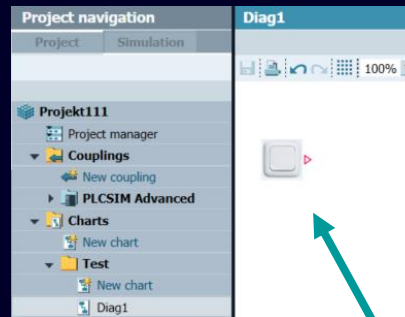 Project navigation
Project Simulation
Projekt111
Project manager
Couplings
New coupling
PLCSIM Advanced
Charts
New chart
Test
New chart
Diag1
Diag1
100%